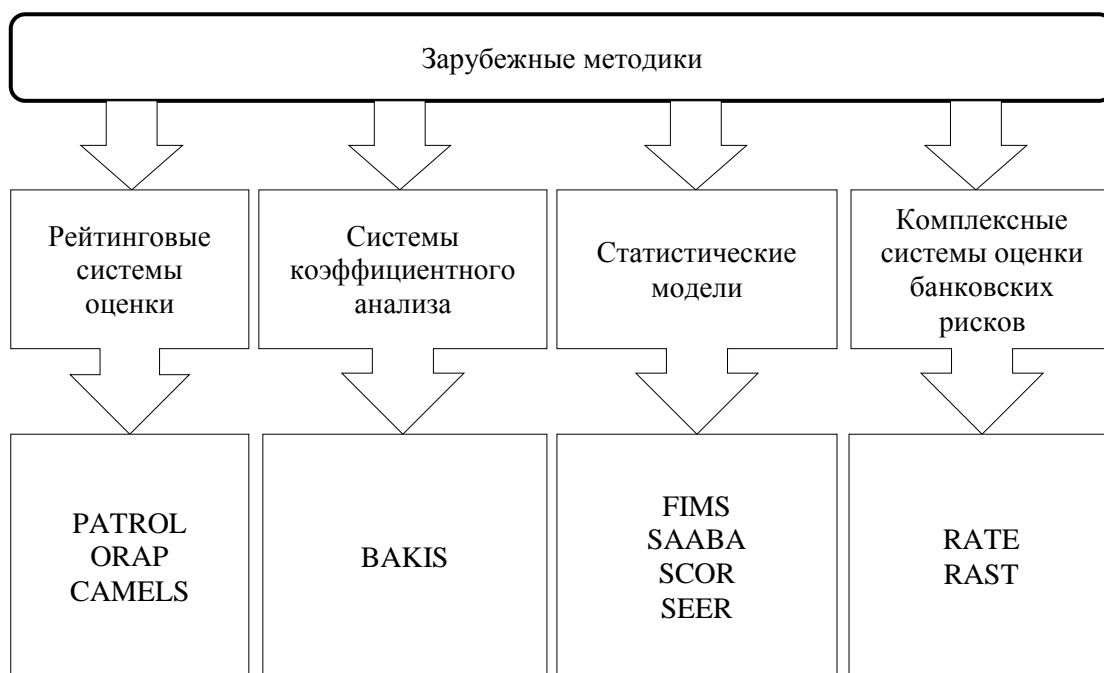 Зарубежные методики
Рейтинговые
системы
оценки
Системы
коэффициентного
анализа
Статистические
модели
Комплексные
системы оценки
банковских
рисков
PATROL
ORAP
CAMELS
BAKIS
FIMS
SAABA
SCOR
SEER
RATE
RAST